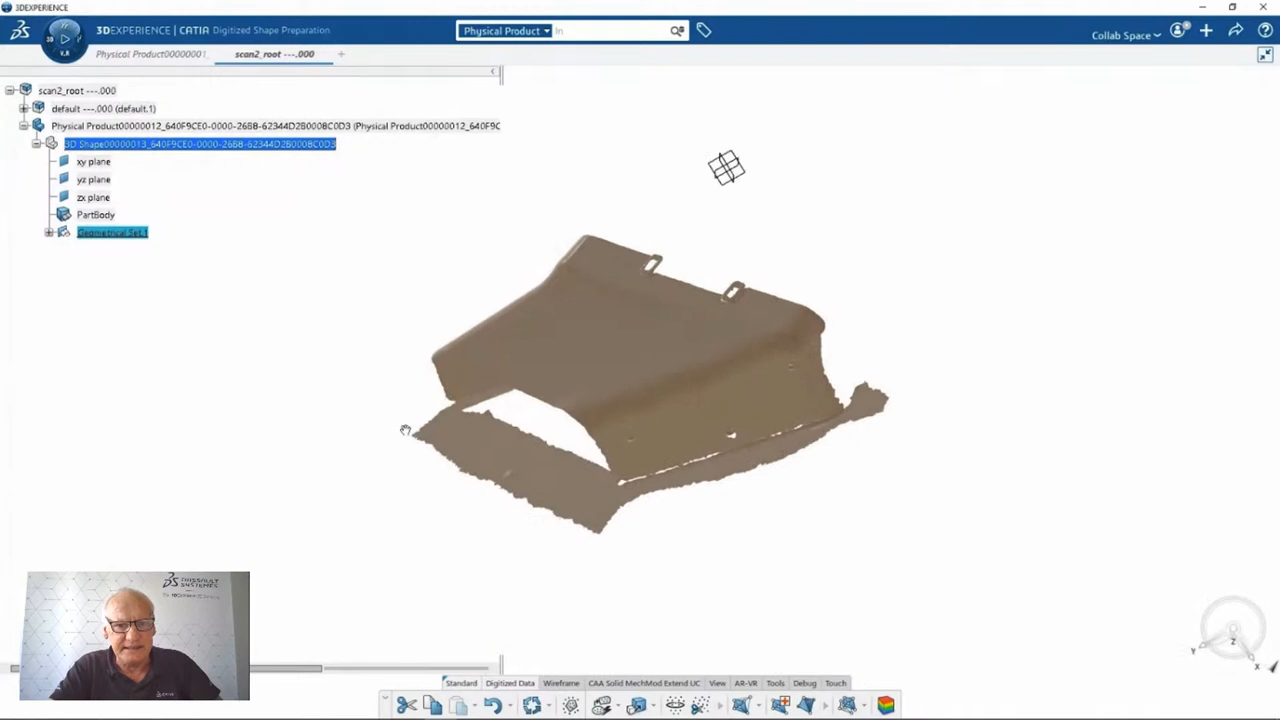 3DEXPERIENCE
3DEXPERIENCE | CATIA Digitized Shape Preparation
Physical Product
in
Collab Space
3D
V.R
Physical Product00000001
scan2_root ---.000
+
scan2_root ---.000
default ---.000 (default.1)
Physical Product00000012_640F9CE0-0000-26B8-62344D2B0008C0D3 (Physical Product00000012_640F9C
3D Shape00000013_640F9CE0-0000-26B8-62344D2B0008C0D3
xy plane
yz plane
zx plane
PartBody
Geometrical Set.1
DASSAULT
SYSTEMES
Y
Z
X
Standard Digitized Data Wireframe CAA Solid MechMod Extend UC View AR-VR Tools Debug Touch